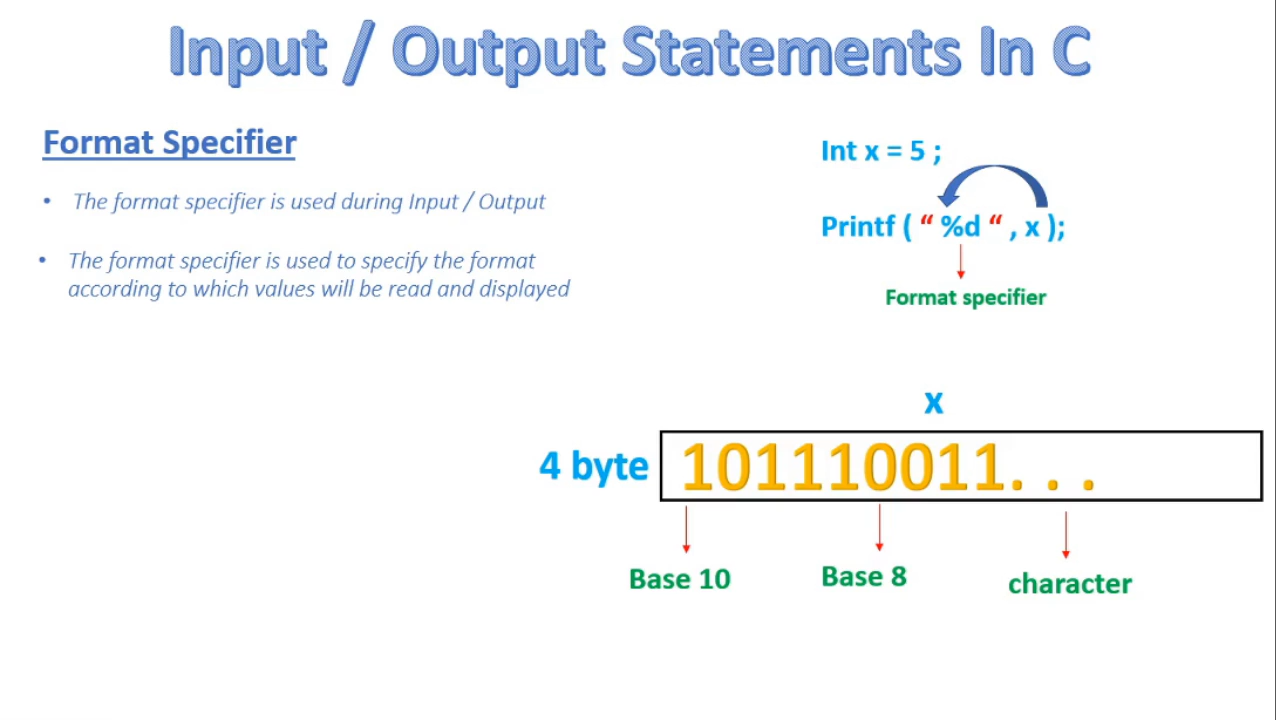 Input / Output Statements In C
Format Specifier
• The format specifier is used during Input / Output
• The format specifier is used to specify the format
according to which values will be read and displayed
Int x = 5 ;
Printf ( “ %d “ , x );
Format specifier
x
4 byte 101110011. . .
Base 10 Base 8 character